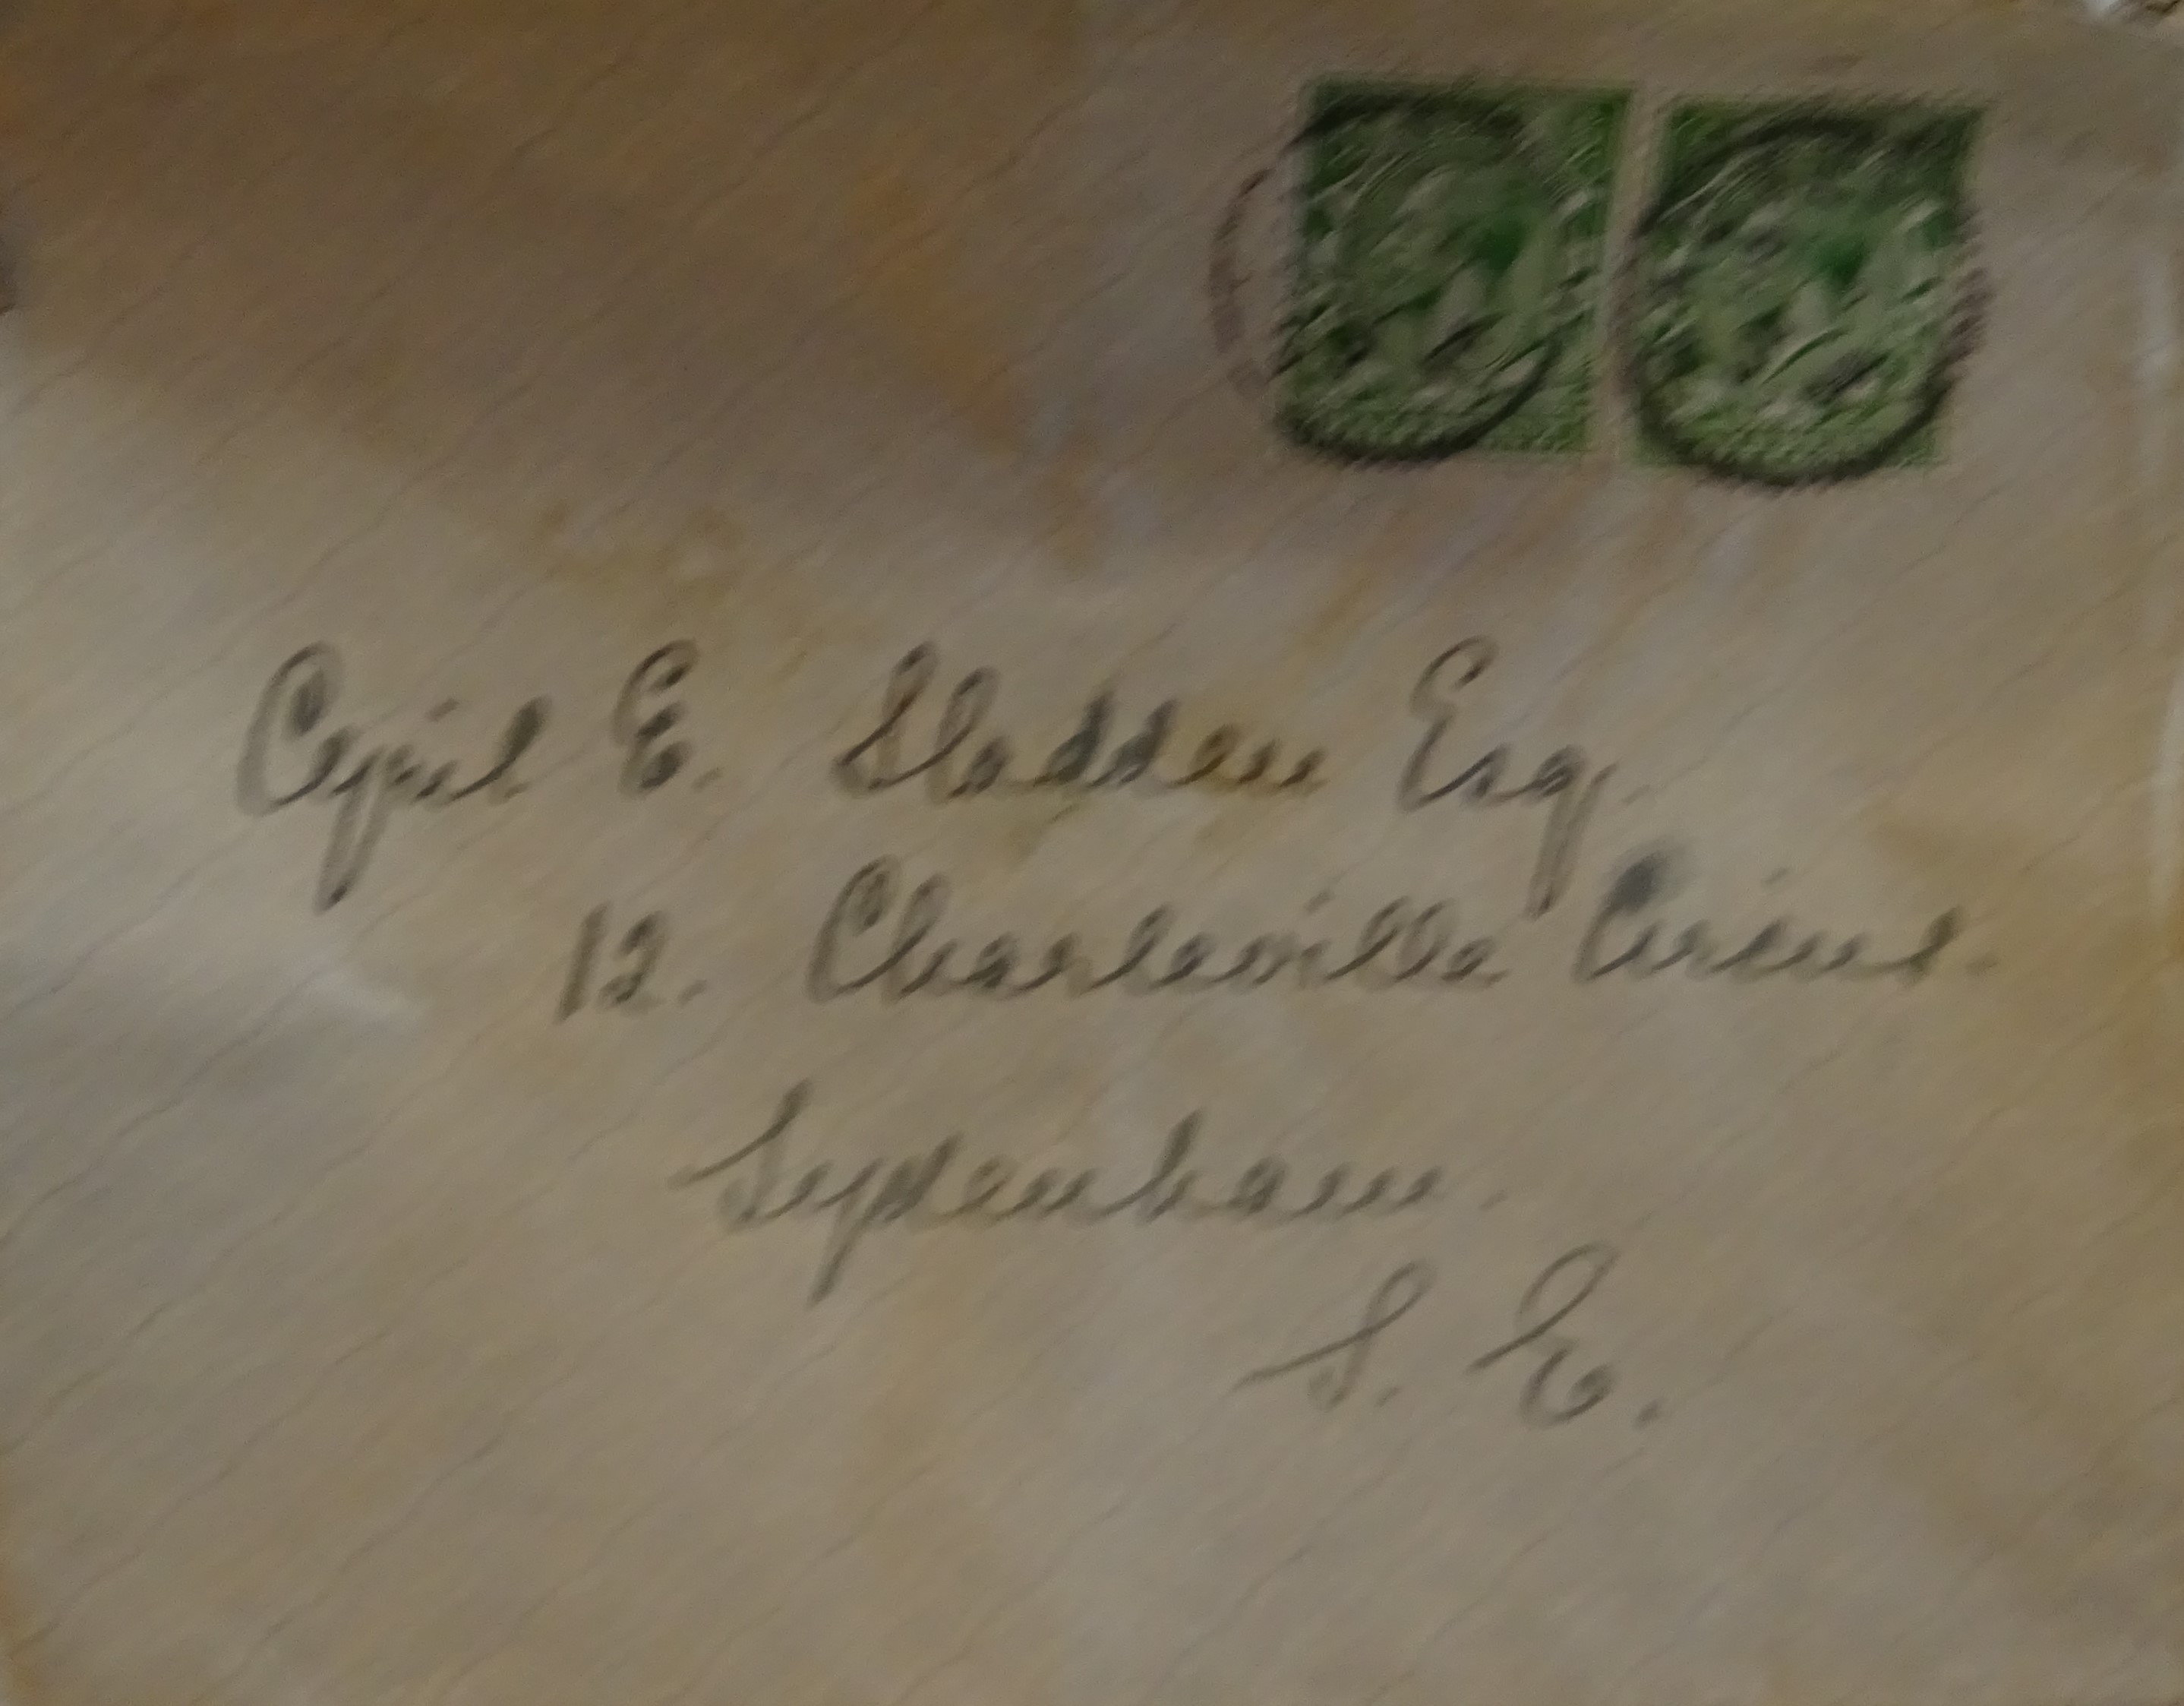 Cyril E. Sladden Esq.
12. Charleville Circus.
Sydenham.
S. E.